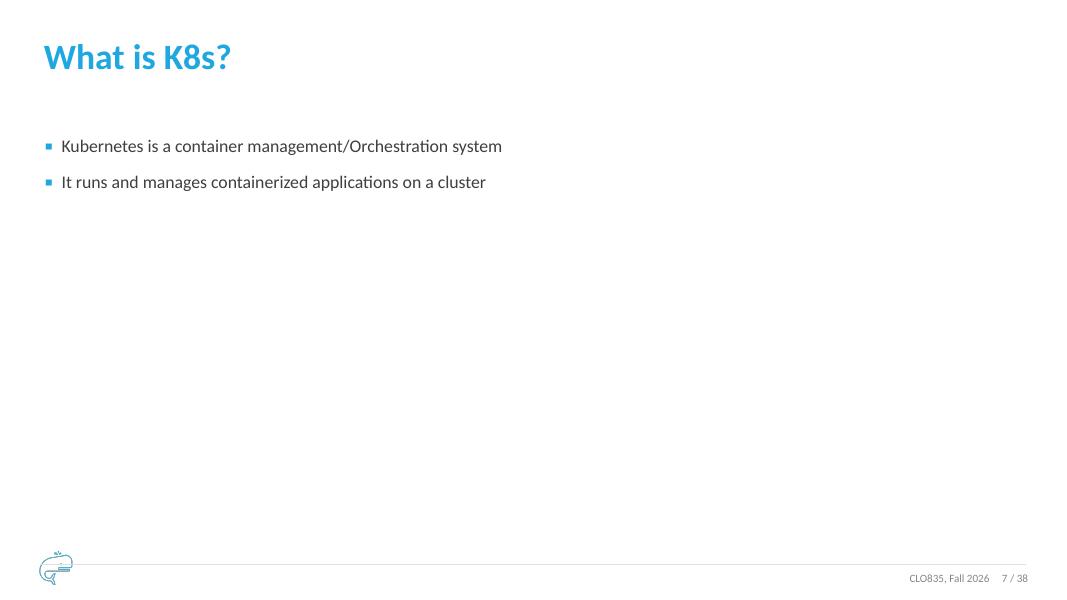 What is K8s?
Kubernetes is a container management/Orchestration system
It runs and manages containerized applications on a cluster
CLO835, Fall 2026 7 / 38